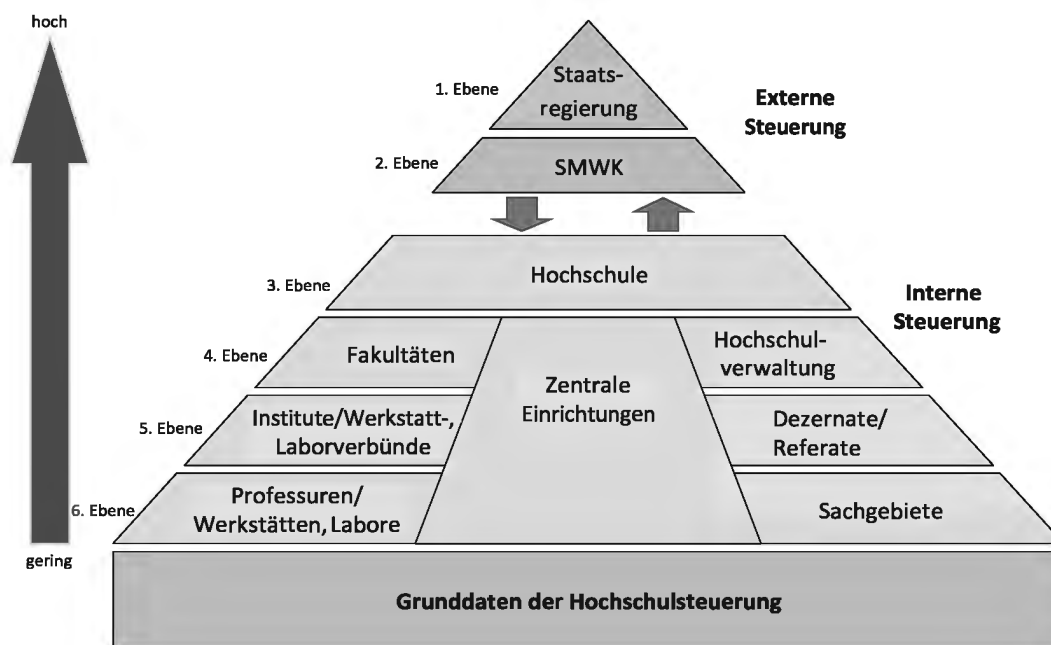 hoch
1. Ebene
Staats-
regierung
Externe
Steuerung
2. Ebene
SMWK
3. Ebene
Hochschule
Interne
Steuerung
4. Ebene
Fakultäten
Zentrale
Einrichtungen
Hochschul-
verwaltung
5. Ebene
Institute/Werkstatt-,
Laborverbünde
Dezernate/
Referate
6. Ebene
Professuren/
Werkstätten, Labore
Sachgebiete
gering
Grunddaten der Hochschulsteuerung